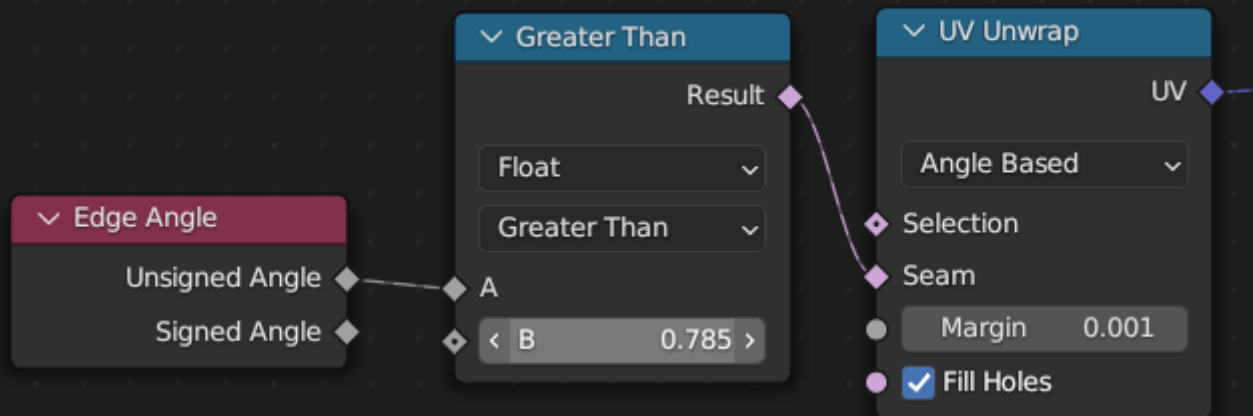 Edge Angle
Unsigned Angle
Signed Angle
Greater Than
Result
Float
Greater Than
A
B 0.785
UV Unwrap
UV
Angle Based
Selection
Seam
Margin 0.001
Fill Holes